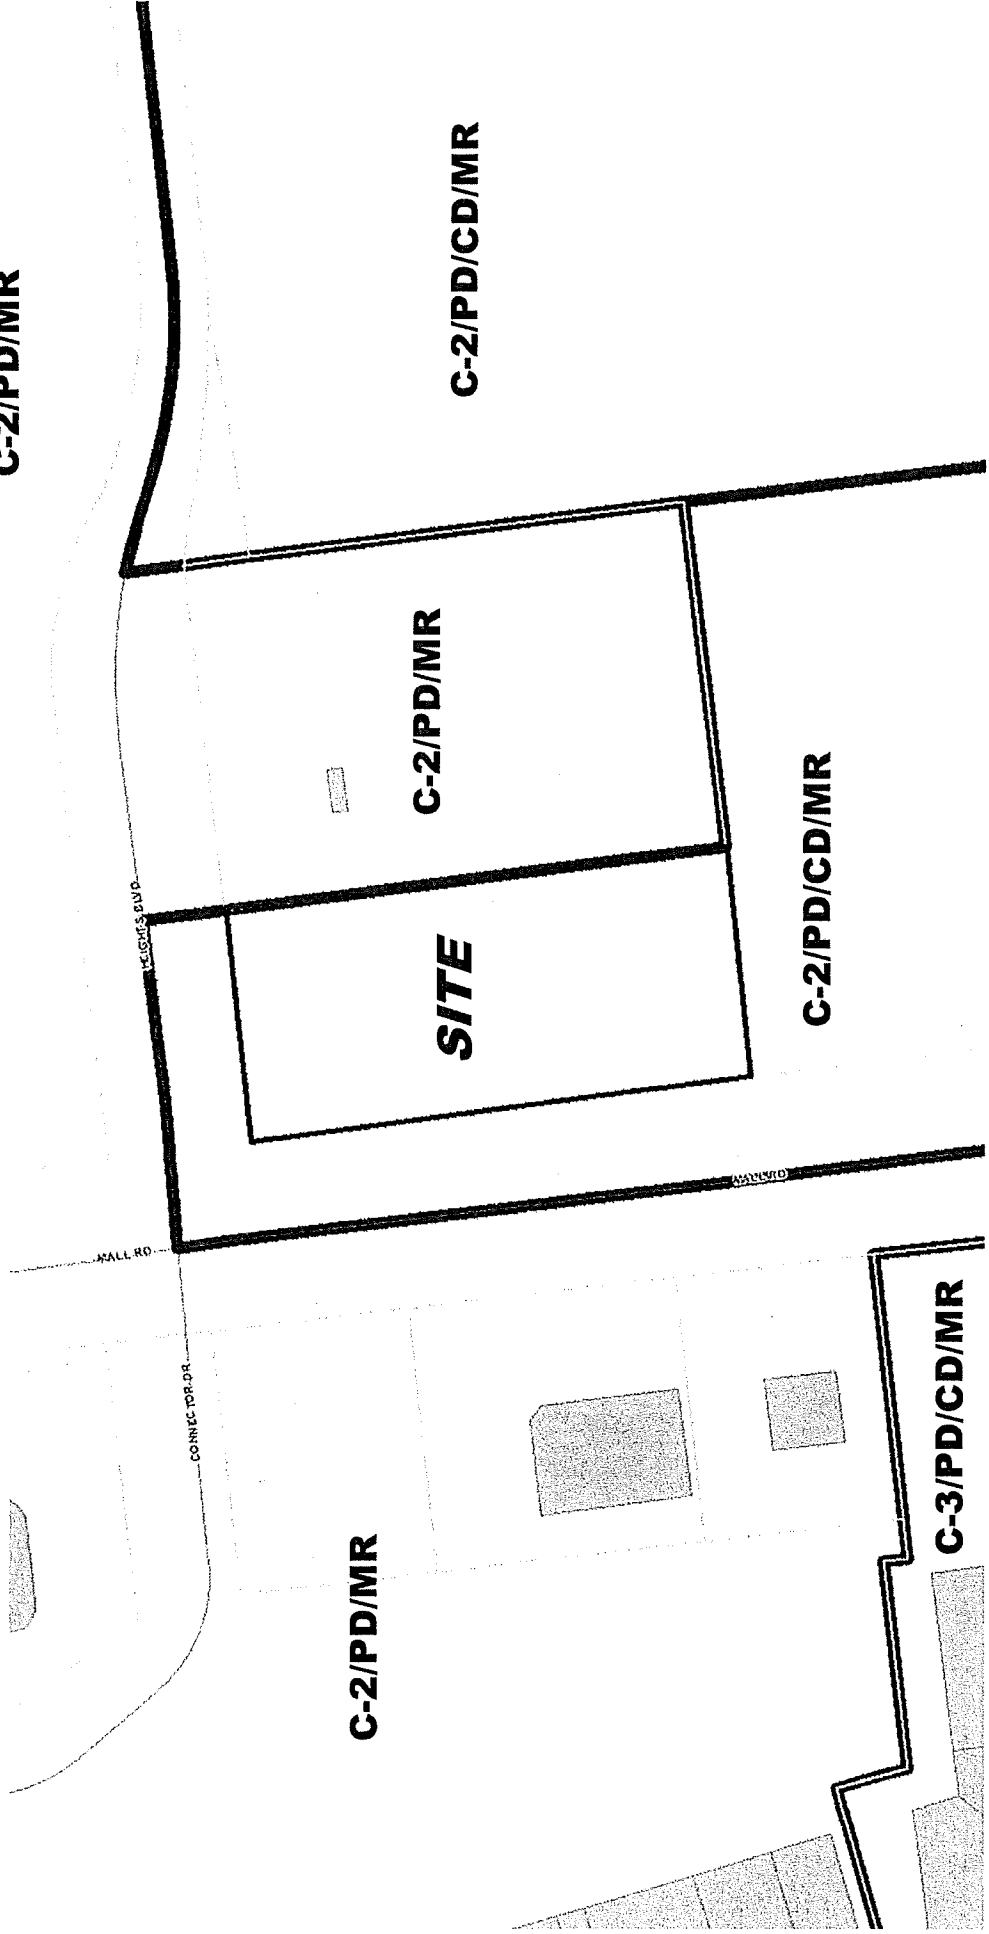 C-2/PD/MR
C-2/PD/CD/MR
C-2/PD/MR
HEIGHTS BLVD
SITE
C-2/PD/CD/MR
MALL RD
MALL RD
CONNECTOR DR
C-2/PD/MR
C-3/PD/CD/MR